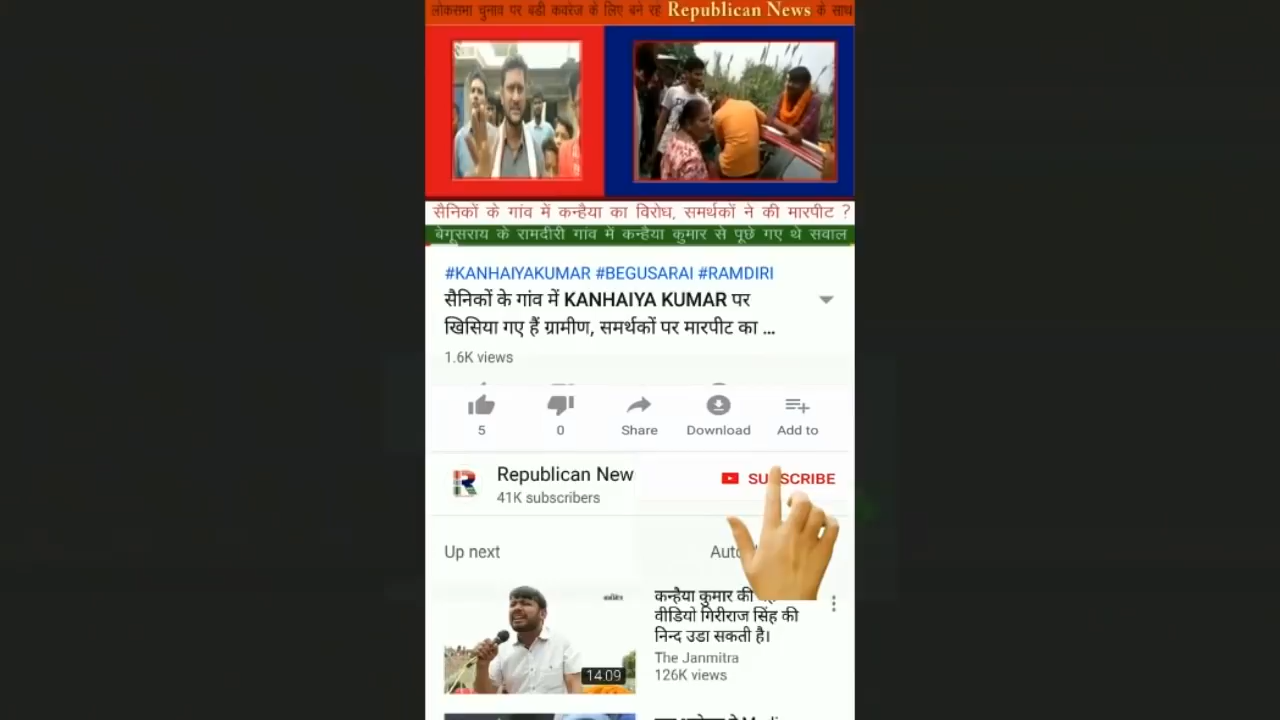 लोकसभा चुनाव पर बडी कवरेज के लिए बने रहे Republican News के साथ
सैनिकों के गांव में कन्हैया का विरोध, समर्थकों ने की मारपीट ?
बेगूसराय के रामदीरी गांव में कन्हैया कुमार से पूछे गए थे सवाल
#KANHAIYAKUMAR #BEGUSARAI #RAMDIRI
सैनिकों के गांव में KANHAIYA KUMAR पर
खिसिया गए हैं ग्रामीण, समर्थकों पर मारपीट का ...
1.6K views
5 0 Share Download Add to
Republican New
41K subscribers
SUBSCRIBE
Up next
कन्हैया कुमार की
वीडियो गिरीराज सिंह की
निन्द उडा सकती है।
The Janmitra
126K views
14:09